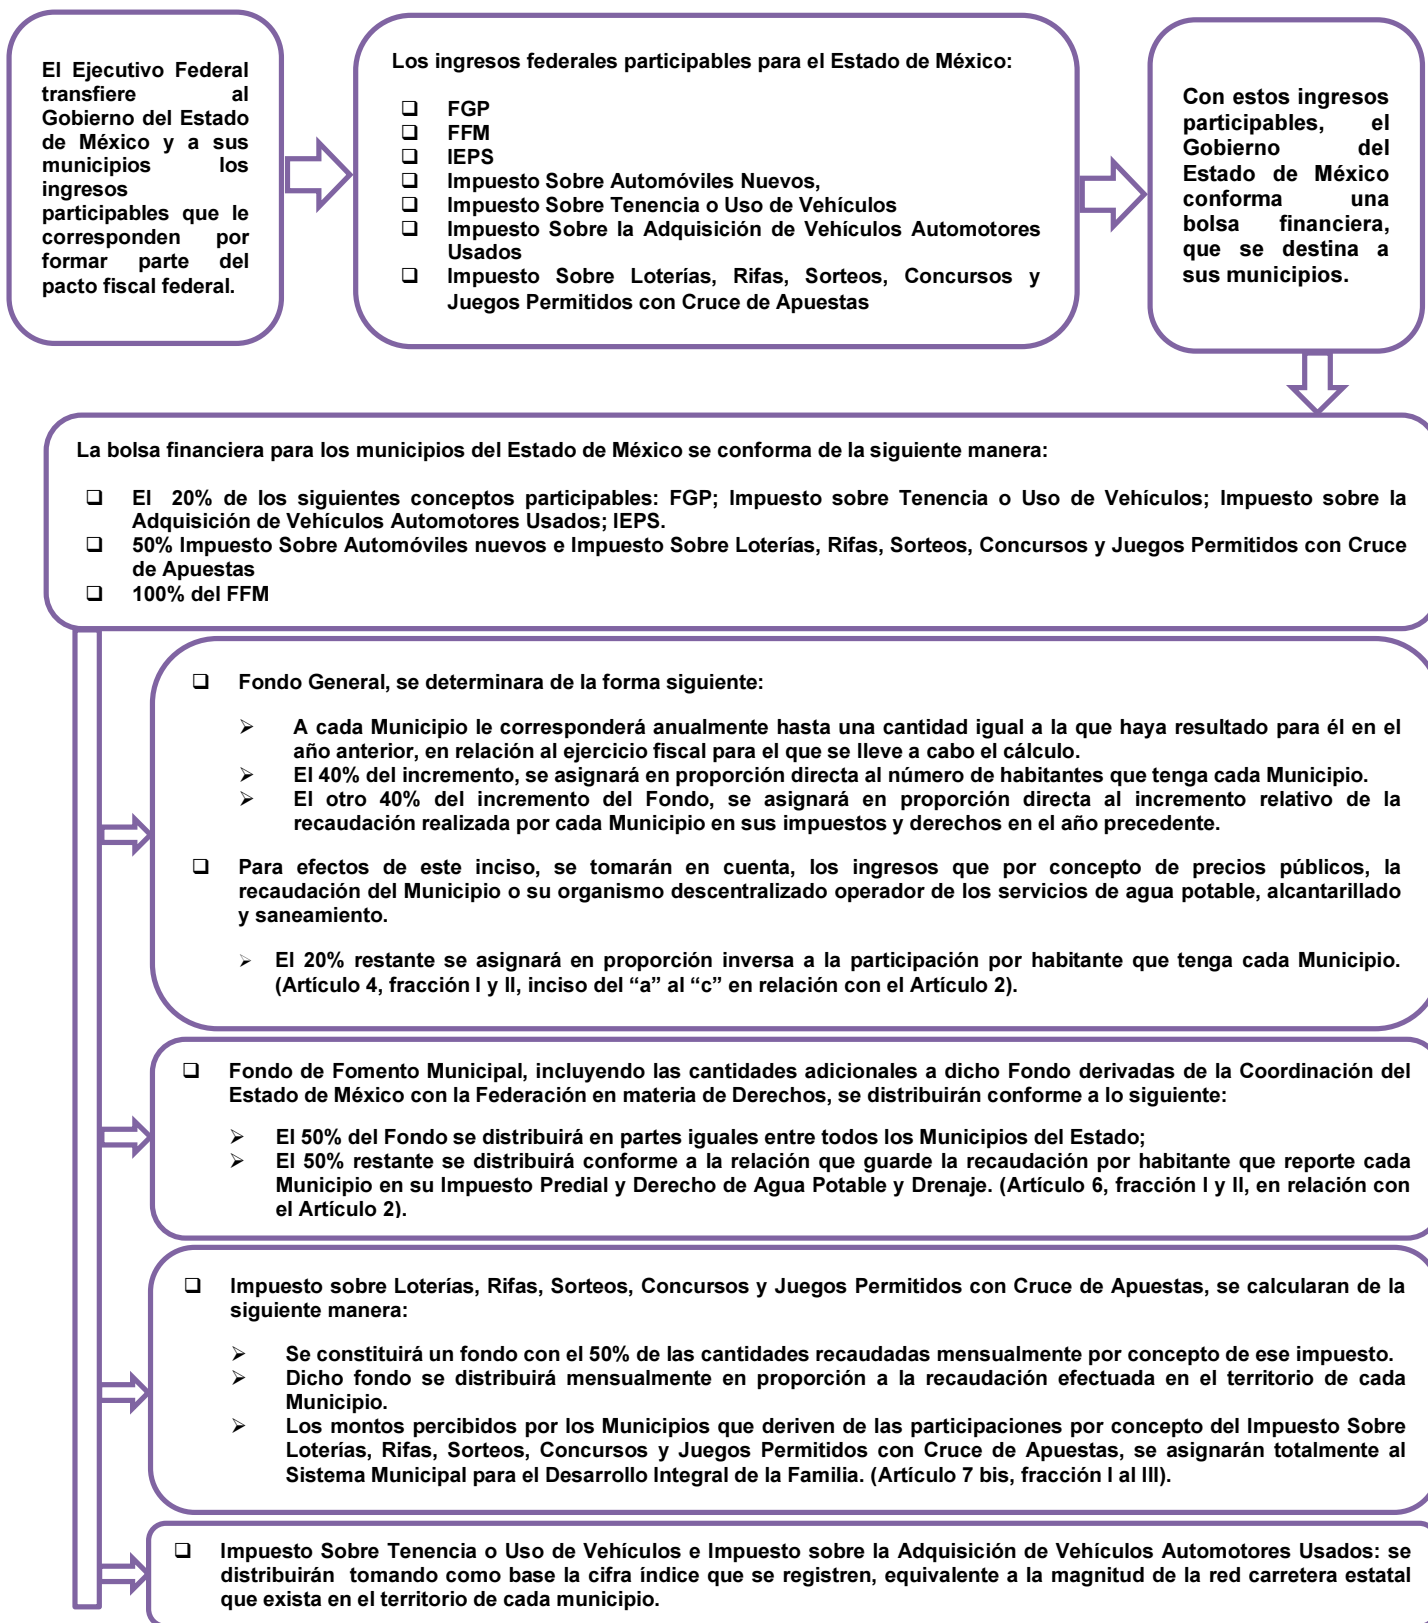 El Ejecutivo Federal
transfiere al
Gobierno del Estado
de México y a sus
municipios los
ingresos
participables que le
corresponden por
formar parte del
pacto fiscal federal.
Los ingresos federales participables para el Estado de México:
❑ FGP
❑ FFM
❑ IEPS
❑ Impuesto Sobre Automóviles Nuevos,
❑ Impuesto Sobre Tenencia o Uso de Vehículos
❑ Impuesto Sobre la Adquisición de Vehículos Automotores
Usados
❑ Impuesto Sobre Loterías, Rifas, Sorteos, Concursos y
Juegos Permitidos con Cruce de Apuestas
Con estos ingresos
participables, el
Gobierno del
Estado de México
conforma una
bolsa financiera,
que se destina a
sus municipios.
La bolsa financiera para los municipios del Estado de México se conforma de la siguiente manera:
❑ El 20% de los siguientes conceptos participables: FGP; Impuesto sobre Tenencia o Uso de Vehículos; Impuesto sobre la
Adquisición de Vehículos Automotores Usados; IEPS.
❑ 50% Impuesto Sobre Automóviles nuevos e Impuesto Sobre Loterías, Rifas, Sorteos, Concursos y Juegos Permitidos con Cruce
de Apuestas
❑ 100% del FFM
❑ Fondo General, se determinara de la forma siguiente:
➢ A cada Municipio le corresponderá anualmente hasta una cantidad igual a la que haya resultado para él en el
año anterior, en relación al ejercicio fiscal para el que se lleve a cabo el cálculo.
➢ El 40% del incremento, se asignará en proporción directa al número de habitantes que tenga cada Municipio.
➢ El otro 40% del incremento del Fondo, se asignará en proporción directa al incremento relativo de la
recaudación realizada por cada Municipio en sus impuestos y derechos en el año precedente.
❑ Para efectos de este inciso, se tomarán en cuenta, los ingresos que por concepto de precios públicos, la
recaudación del Municipio o su organismo descentralizado operador de los servicios de agua potable, alcantarillado
y saneamiento.
➢ El 20% restante se asignará en proporción inversa a la participación por habitante que tenga cada Municipio.
(Artículo 4, fracción I y II, inciso del “a” al “c” en relación con el Artículo 2).
❑ Fondo de Fomento Municipal, incluyendo las cantidades adicionales a dicho Fondo derivadas de la Coordinación del
Estado de México con la Federación en materia de Derechos, se distribuirán conforme a lo siguiente:
➢ El 50% del Fondo se distribuirá en partes iguales entre todos los Municipios del Estado;
➢ El 50% restante se distribuirá conforme a la relación que guarde la recaudación por habitante que reporte cada
Municipio en su Impuesto Predial y Derecho de Agua Potable y Drenaje. (Artículo 6, fracción I y II, en relación con
el Artículo 2).
❑ Impuesto sobre Loterías, Rifas, Sorteos, Concursos y Juegos Permitidos con Cruce de Apuestas, se calcularan de la
siguiente manera:
➢ Se constituirá un fondo con el 50% de las cantidades recaudadas mensualmente por concepto de ese impuesto.
➢ Dicho fondo se distribuirá mensualmente en proporción a la recaudación efectuada en el territorio de cada
Municipio.
➢ Los montos percibidos por los Municipios que deriven de las participaciones por concepto del Impuesto Sobre
Loterías, Rifas, Sorteos, Concursos y Juegos Permitidos con Cruce de Apuestas, se asignarán totalmente al
Sistema Municipal para el Desarrollo Integral de la Familia. (Artículo 7 bis, fracción I al III).
❑ Impuesto Sobre Tenencia o Uso de Vehículos e Impuesto sobre la Adquisición de Vehículos Automotores Usados: se
distribuirán tomando como base la cifra índice que se registren, equivalente a la magnitud de la red carretera estatal
que exista en el territorio de cada municipio.